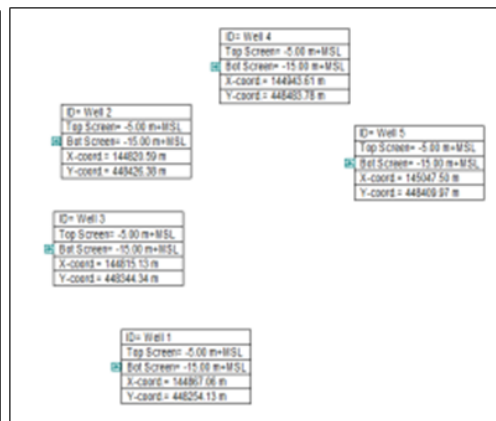 ID= Well 4
Top Screen= -5.00 m+MSL
Bot Screen= -15.00 m+MSL
X-coord.= 144943.61 m
Y-coord.= 448483.78 m
ID= Well 2
Top Screen= -5.00 m+MSL
Bot Screen= -15.00 m+MSL
X-coord.= 144820.59 m
Y-coord.= 448426.38 m
ID= Well 5
Top Screen= -5.00 m+MSL
Bot Screen= -15.00 m+MSL
X-coord.= 145047.50 m
Y-coord.= 448409.97 m
ID= Well 3
Top Screen= -5.00 m+MSL
Bot Screen= -15.00 m+MSL
X-coord.= 144815.13 m
Y-coord.= 448344.34 m
ID= Well 1
Top Screen= -5.00 m+MSL
Bot Screen= -15.00 m+MSL
X-coord.= 144867.06 m
Y-coord.= 448254.13 m